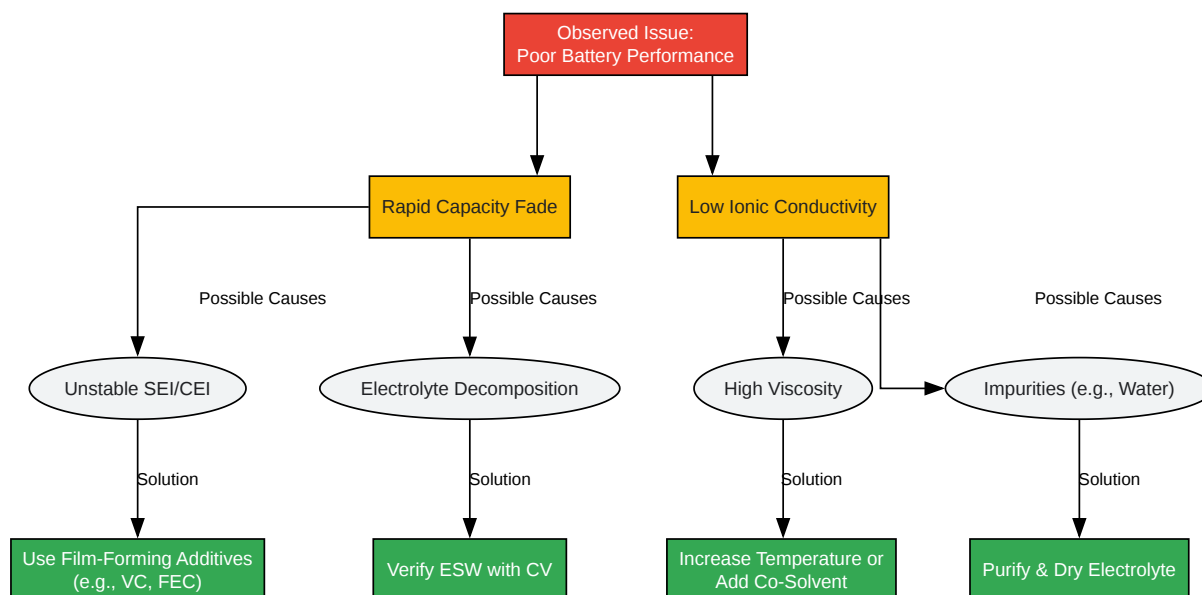 Observed Issue:
Poor Battery Performance
Rapid Capacity Fade
Low Ionic Conductivity
Possible Causes
Possible Causes
Possible Causes
Possible Causes
Unstable SEI/CEI
Electrolyte Decomposition
High Viscosity
Impurities (e.g., Water)
Solution
Solution
Solution
Solution
Use Film-Forming Additives
(e.g., VC, FEC)
Verify ESW with CV
Increase Temperature or
Add Co-Solvent
Purify & Dry Electrolyte